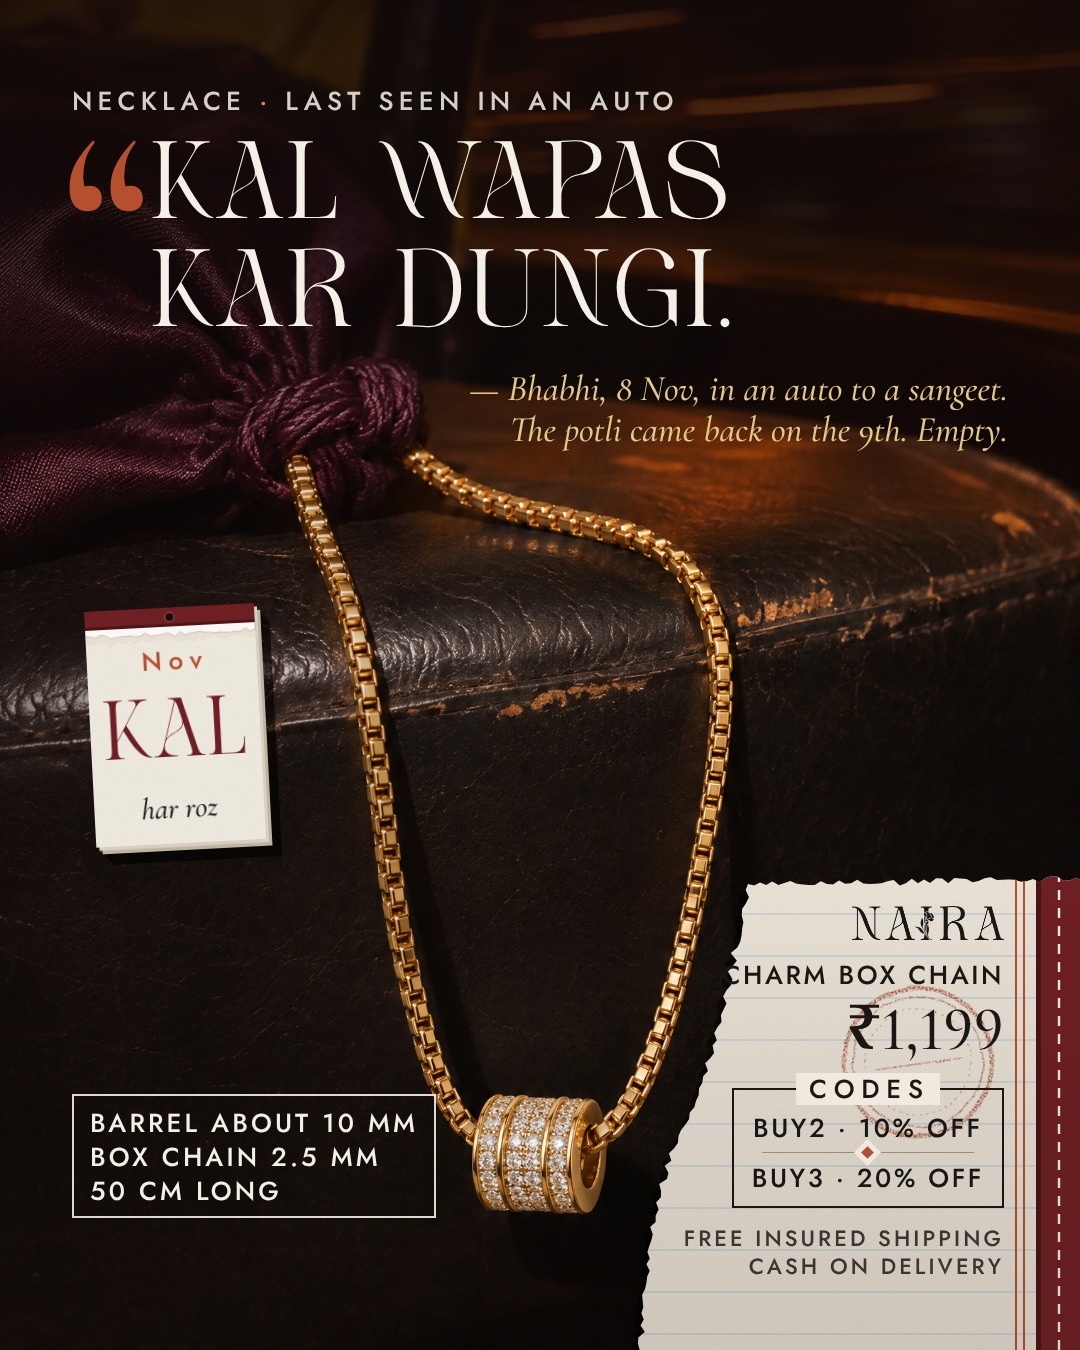 NECKLACE · LAST SEEN IN AN AUTO
“KAL WAPAS
KAR DUNGI.
— Bhabhi, 8 Nov, in an auto to a sangeet.
The potli came back on the 9th. Empty.
Nov
KAL
har roz
NAIRA
CHARM BOX CHAIN
₹1,199
CODES
BUY2 · 10% OFF
BUY3 · 20% OFF
FREE INSURED SHIPPING
CASH ON DELIVERY
BARREL ABOUT 10 MM
BOX CHAIN 2.5 MM
50 CM LONG